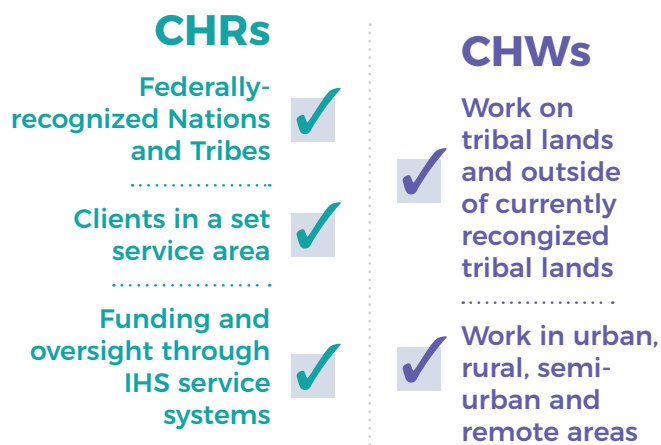 CHRs
Federally-
recognized Nations
and Tribes
Clients in a set
service area
Funding and
oversight through
IHS service
systems
CHWs
Work on
tribal lands
and outside
of currently
recongized
tribal lands
Work in urban,
rural, semi-
urban and
remote areas